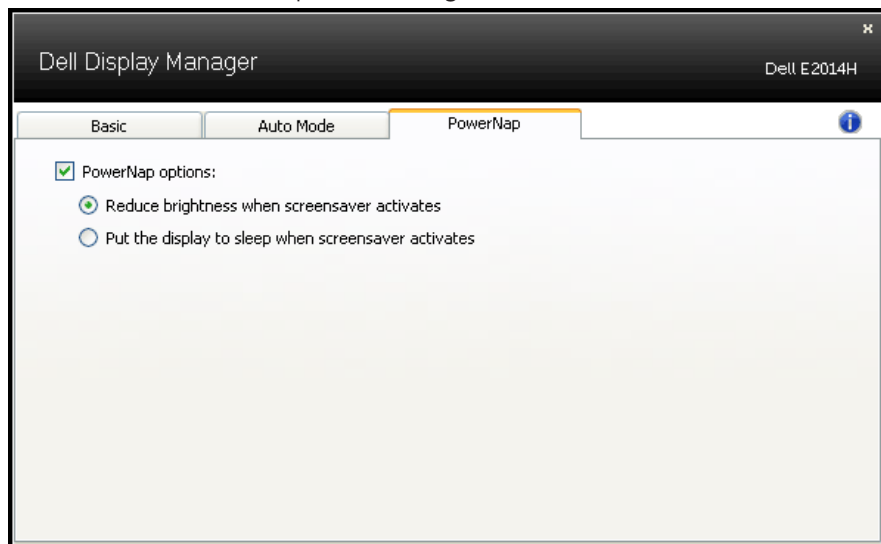 x
Dell Display Manager
Dell E2014H
Basic
Auto Mode
PowerNap
i
PowerNap options:
Reduce brightness when screensaver activates
Put the display to sleep when screensaver activates